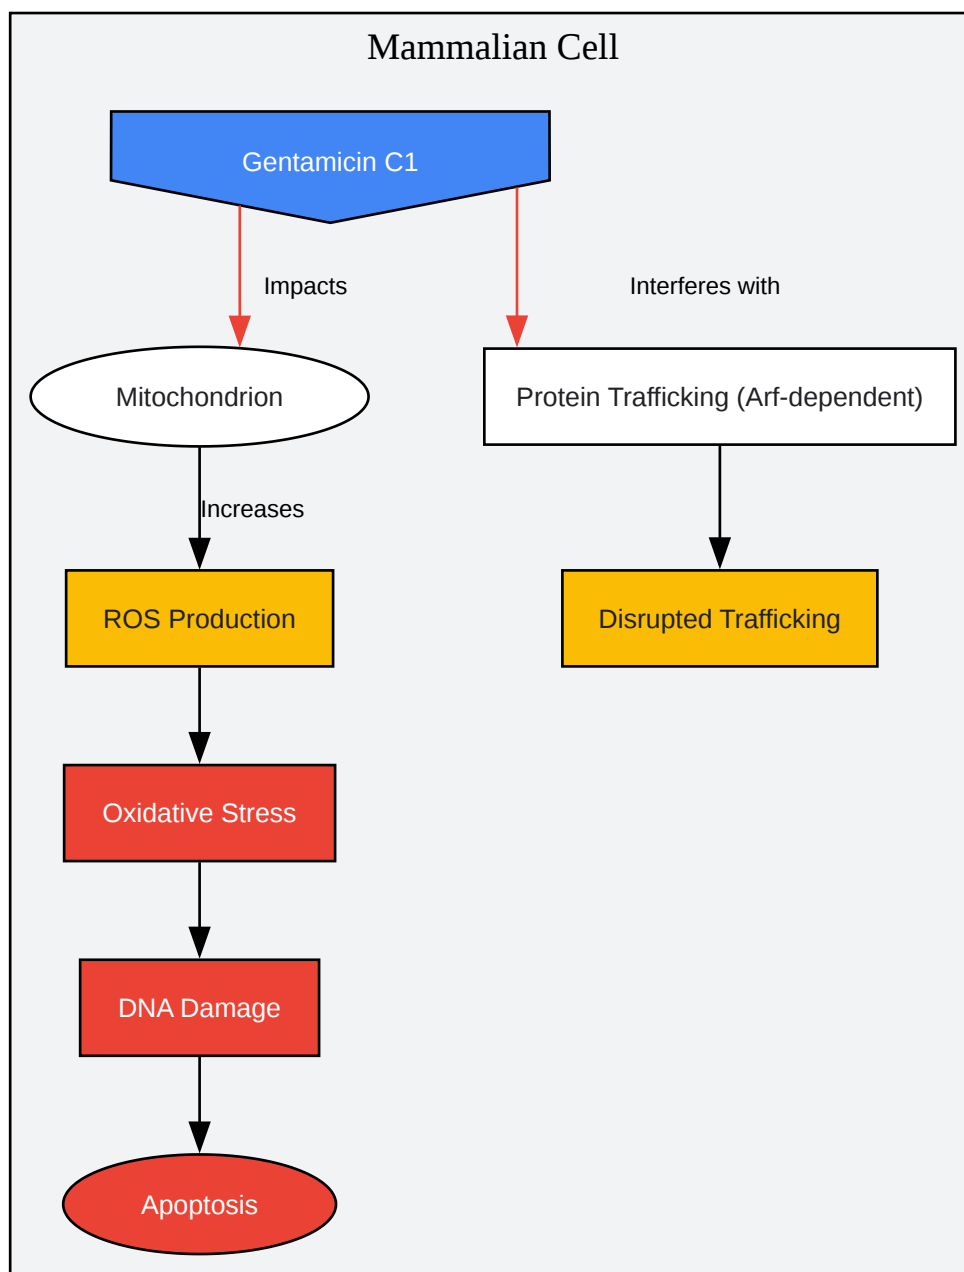 Mammalian Cell
Gentamicin C1
Impacts
Interferes with
Mitochondrion
Protein Trafficking (Arf-dependent)
Increases
ROS Production
Disrupted Trafficking
Oxidative Stress
DNA Damage
Apoptosis